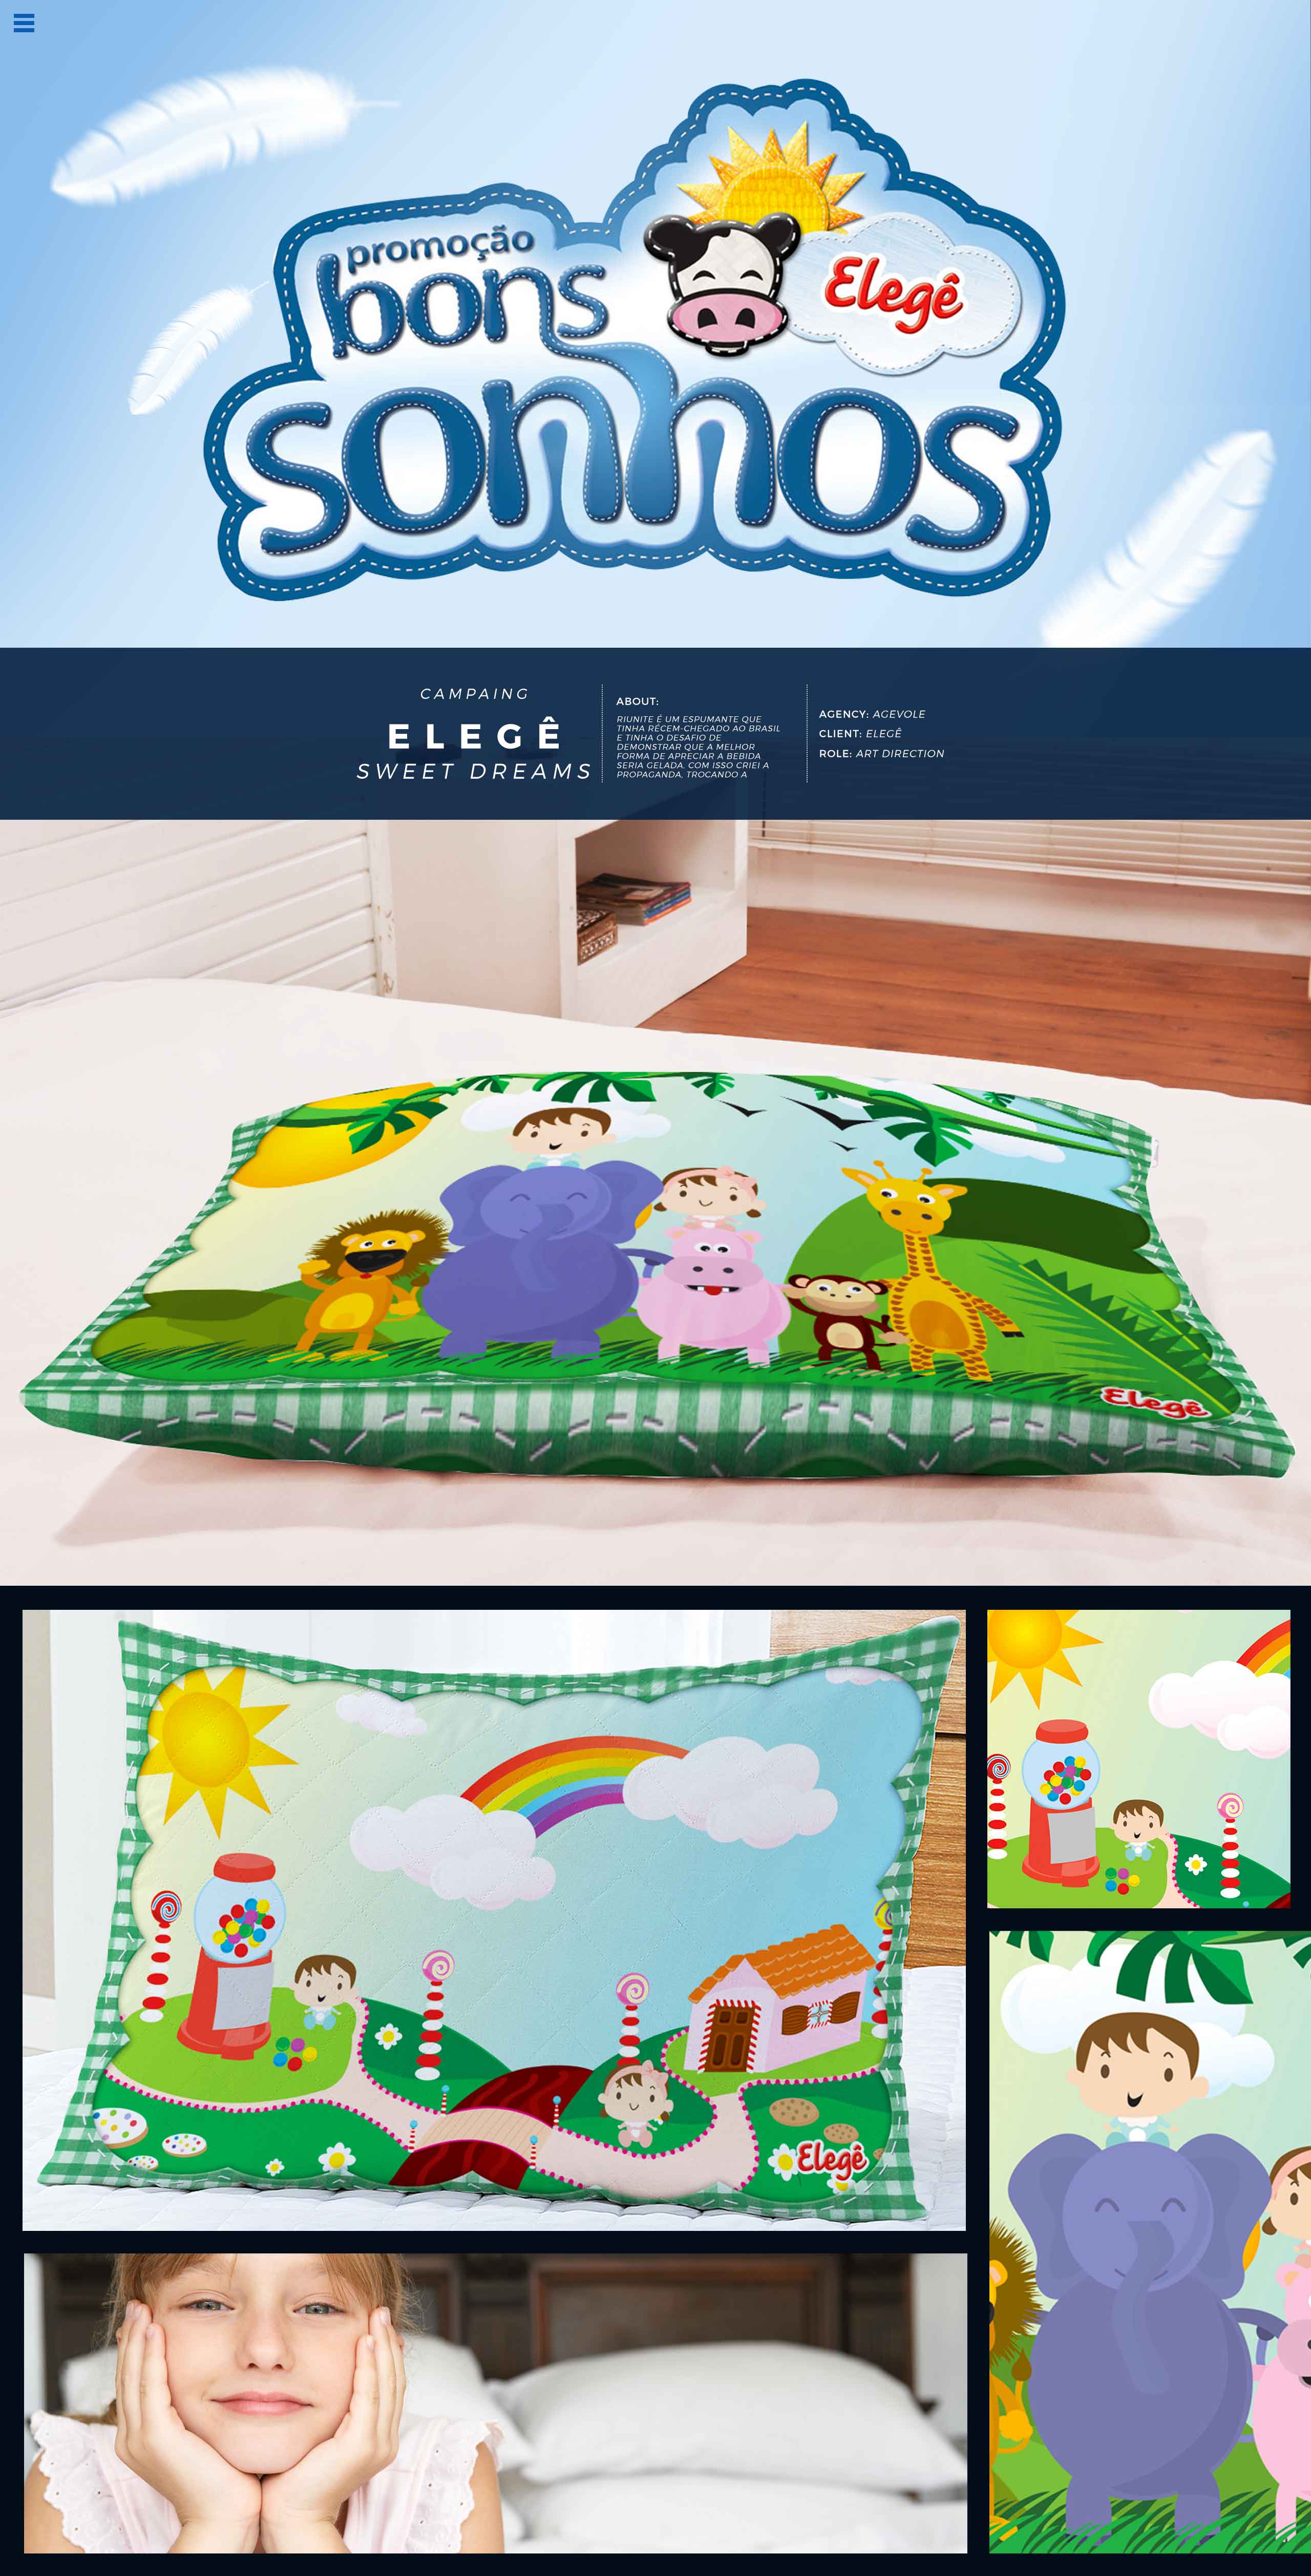 promoção
bons
Elegê
sonhos
CAMPAING
ELEGÊ
SWEET DREAMS
ABOUT:
RIUNITE É UM ESPUMANTE QUE
TINHA RÉCEM-CHEGADO AO BRASIL
E TINHA O DESAFIO DE
DEMONSTRAR QUE A MELHOR
FORMA DE APRECIAR A BEBIDA
SERIA GELADA. COM ISSO CRIEI A
PROPAGANDA, TROCANDO A
AGENCY: AGEVOLE
CLIENT: ELEGÊ
ROLE: ART DIRECTION
Elegê
Elegê